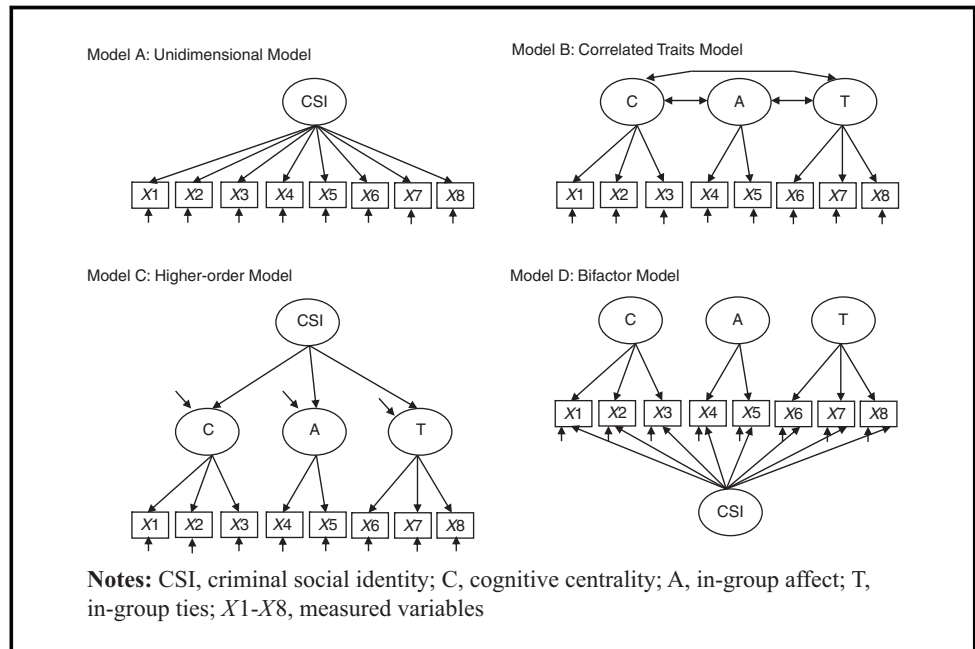 Model A: Unidimensional Model
CSI
X1 X2 X3 X4 X5 X6 X7 X8
Model B: Correlated Traits Model
C A T
X1 X2 X3 X4 X5 X6 X7 X8
Model C: Higher-order Model
CSI
C A T
X1 X2 X3 X4 X5 X6 X7 X8
Model D: Bifactor Model
C A T
X1 X2 X3 X4 X5 X6 X7 X8
CSI
Notes: CSI, criminal social identity; C, cognitive centrality; A, in-group affect; T,
in-group ties; X1-X8, measured variables